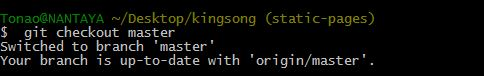 Tonao@NANTAYA ~/Desktop/kingsong (static-pages)
$  git checkout master
Switched to branch 'master'
Your branch is up-to-date with 'origin/master'.